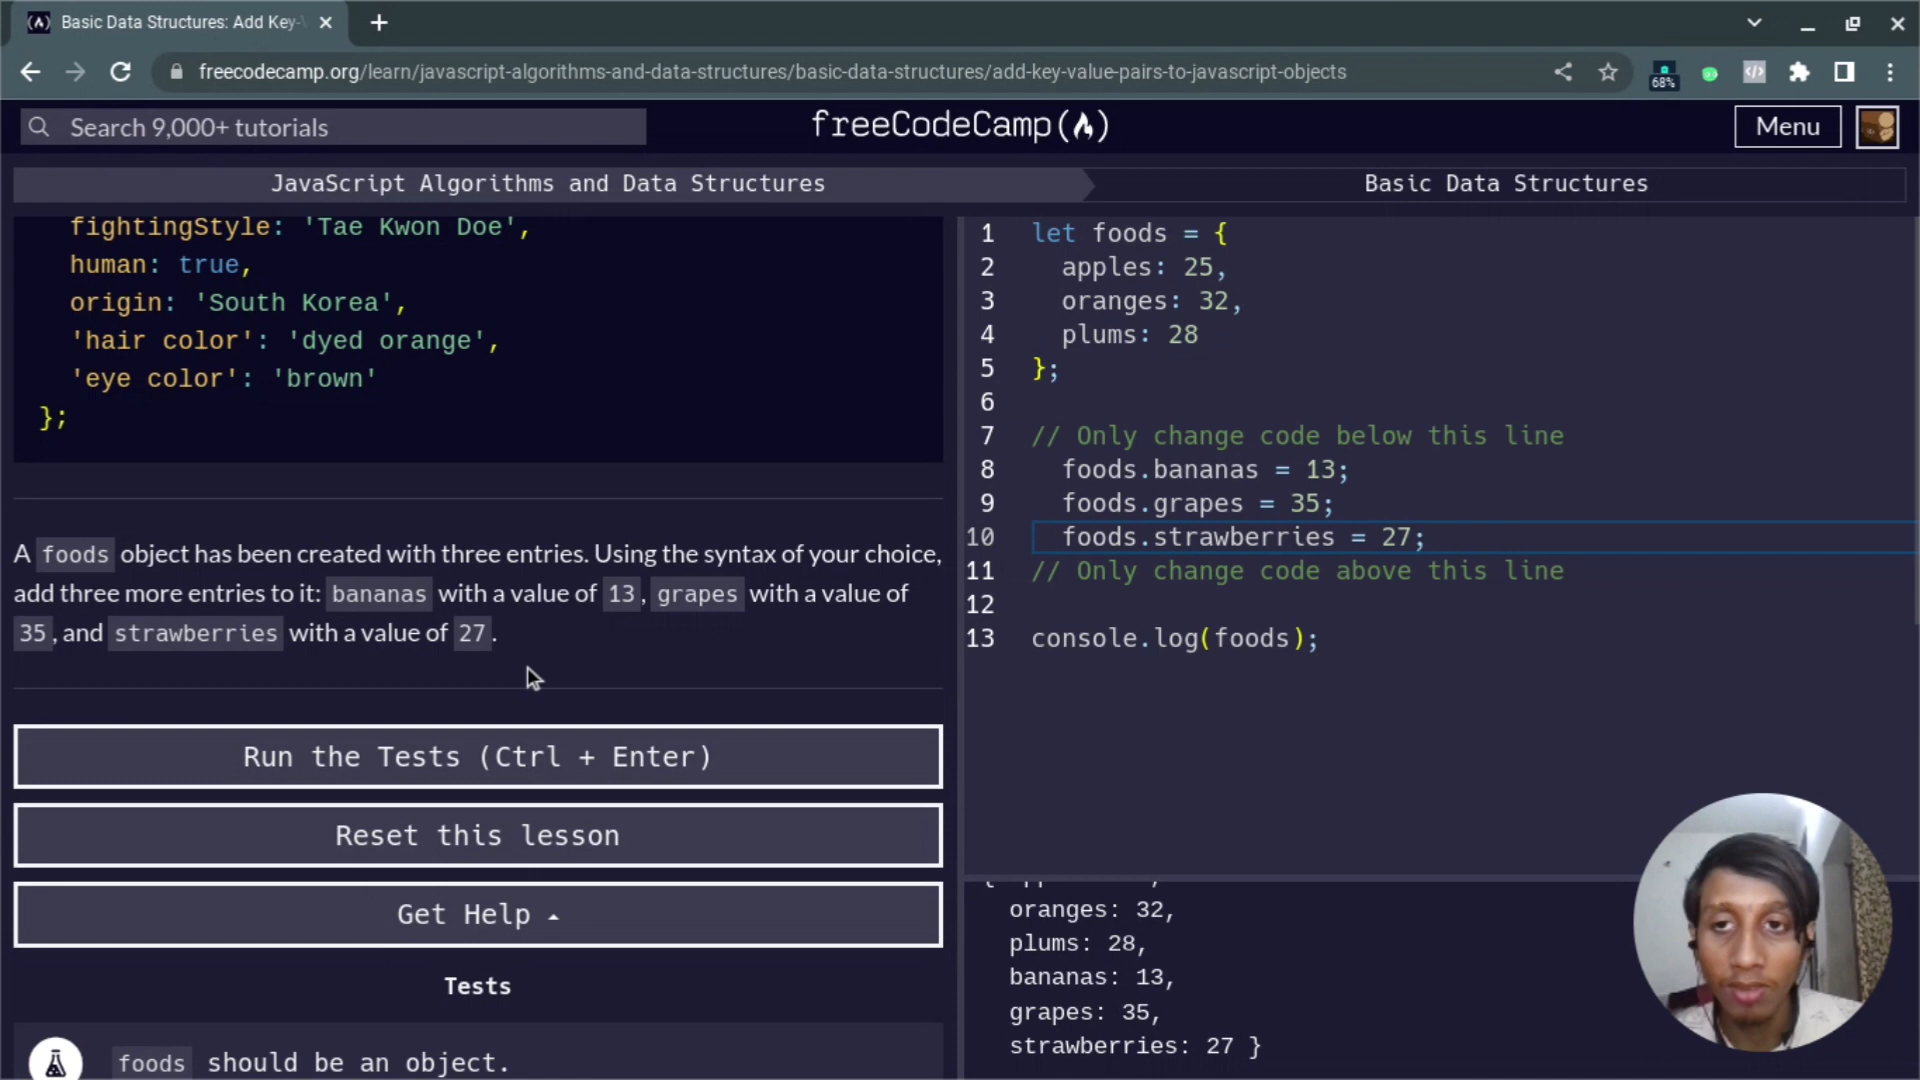 Basic Data Structures: Add Key-
freecodecamp.org/learn/javascript-algorithms-and-data-structures/basic-data-structures/add-key-value-pairs-to-javascript-objects
68%
Search 9,000+ tutorials
freeCodeCamp(🔥)
Menu
JavaScript Algorithms and Data Structures
Basic Data Structures
fightingStyle: 'Tae Kwon Doe',
human: true,
origin: 'South Korea',
'hair color': 'dyed orange',
'eye color': 'brown'
};
A foods object has been created with three entries. Using the syntax of your choice,
add three more entries to it: bananas with a value of 13, grapes with a value of
35, and strawberries with a value of 27.
Run the Tests (Ctrl + Enter)
Reset this lesson
Get Help
Tests
foods should be an object.
1 let foods = {
2 apples: 25,
3 oranges: 32,
4 plums: 28
5 };
6
7 // Only change code below this line
8 foods.bananas = 13;
9 foods.grapes = 35;
10 foods.strawberries = 27;
11 // Only change code above this line
12
13 console.log(foods);
oranges: 32,
plums: 28,
bananas: 13,
grapes: 35,
strawberries: 27 }